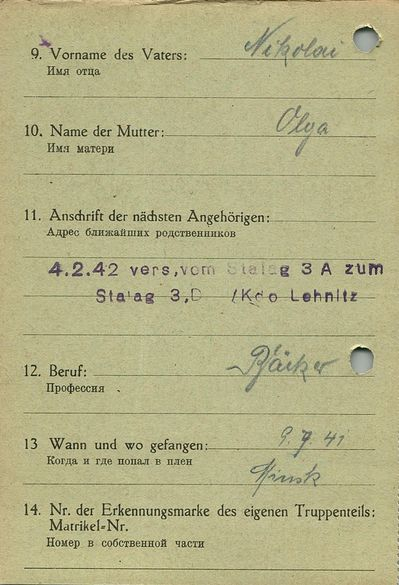 9. Vorname des Vaters: Nikolai
Имя отца
10. Name der Mutter: Olga
Имя матери
11. Anschrift der nächsten Angehörigen:
Адрес ближайших родственников
4.2.42 vers, vom Stalag 3 A zum
Stalag 3,D /Kdo Lehnitz
12. Beruf: Bäcker
Профессия
13 Wann und wo gefangen: 9.7.41
Когда и где попал в плен
Minsk
14. Nr. der Erkennungsmarke des eigenen Truppenteils:
Matrikel-Nr.
Номер в собственной части